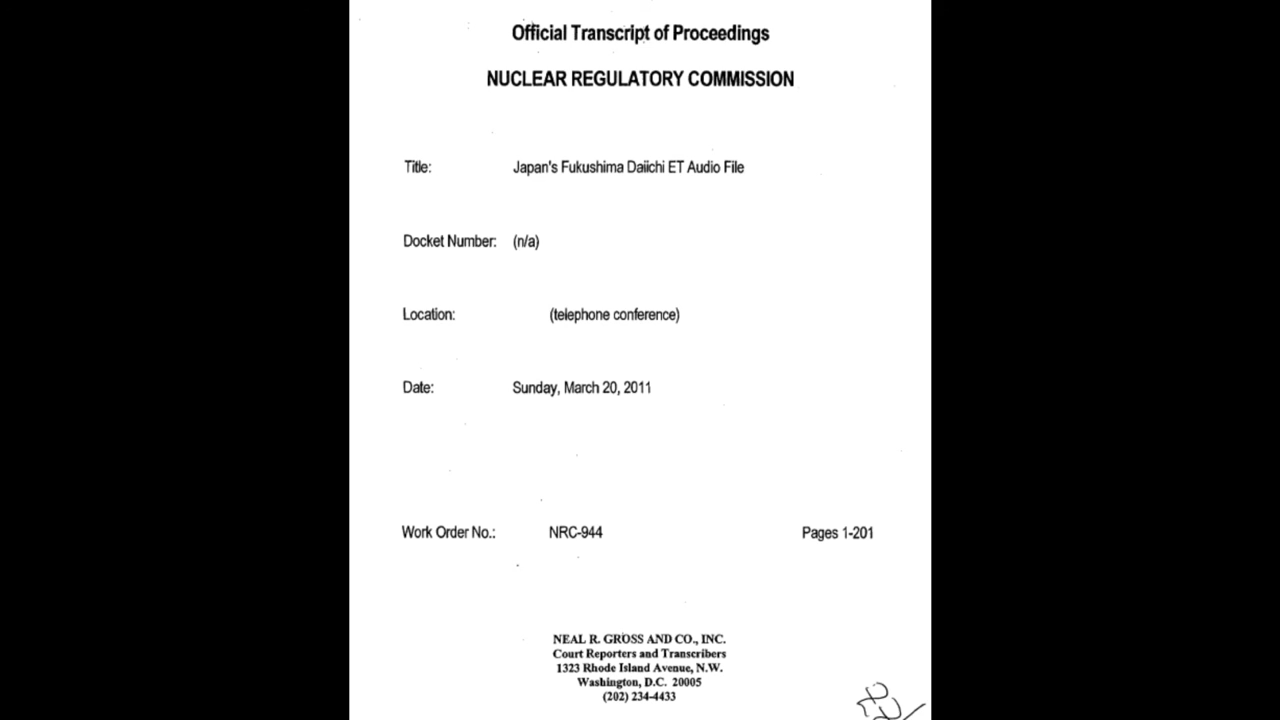 Official Transcript of Proceedings
NUCLEAR REGULATORY COMMISSION
Title: Japan's Fukushima Daiichi ET Audio File
Docket Number: (n/a)
Location: (telephone conference)
Date: Sunday, March 20, 2011
Work Order No.: NRC-944 Pages 1-201
NEAL R. GROSS AND CO., INC.
Court Reporters and Transcribers
1323 Rhode Island Avenue, N.W.
Washington, D.C. 20005
(202) 234-4433